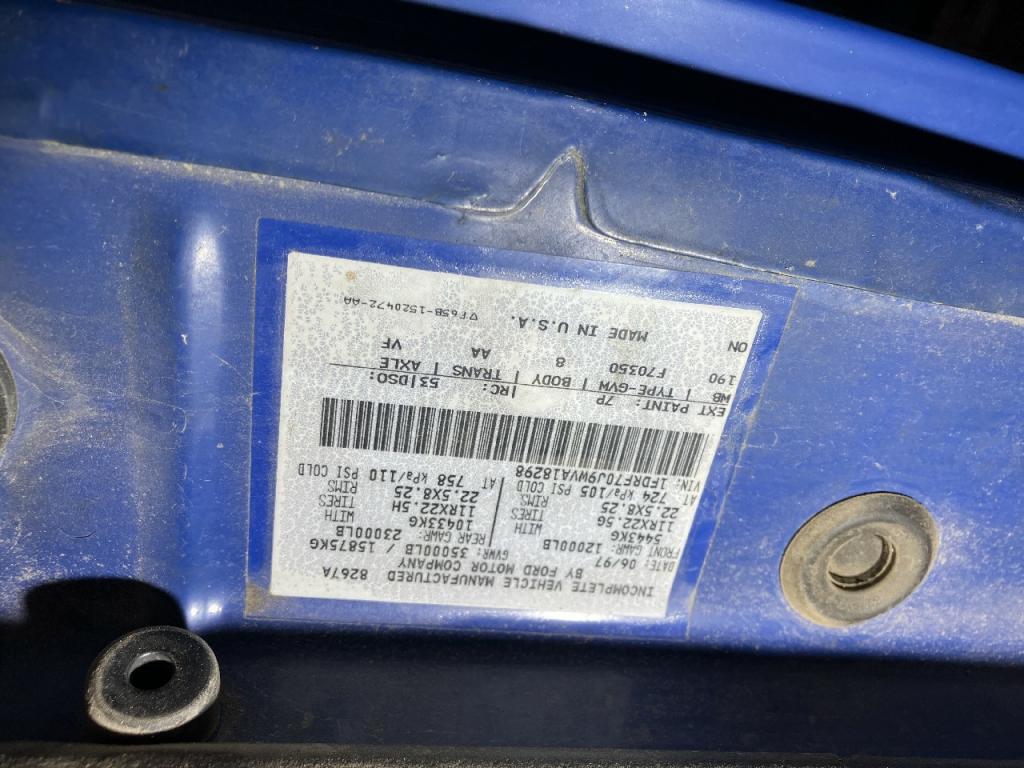 INCOMPLETE VEHICLE MANUFACTURED 8267A
BY FORD MOTOR COMPANY
DATE: 06/97 GVWR: 35000LB / 15875KG
FRONT GAWR: 12000LB REAR GAWR: 23000LB
5443KG WITH 10433KG WITH
11RX22.5G TIRES 11RX22.5H TIRES
22.5X8.25 RIMS 22.5X8.25 RIMS
AT 724 kPa/105 PSI COLD AT 758 kPa/110 PSI COLD
VIN: 1FDRF70J9WVA18298
EXT PAINT: 7P |RC: 53|DSO:
WB | TYPE-GVW | BODY | TRANS | AXLE
190 F70350 8 AA VF
ON
MADE IN U.S.A.
▽F65B-1520472-AA